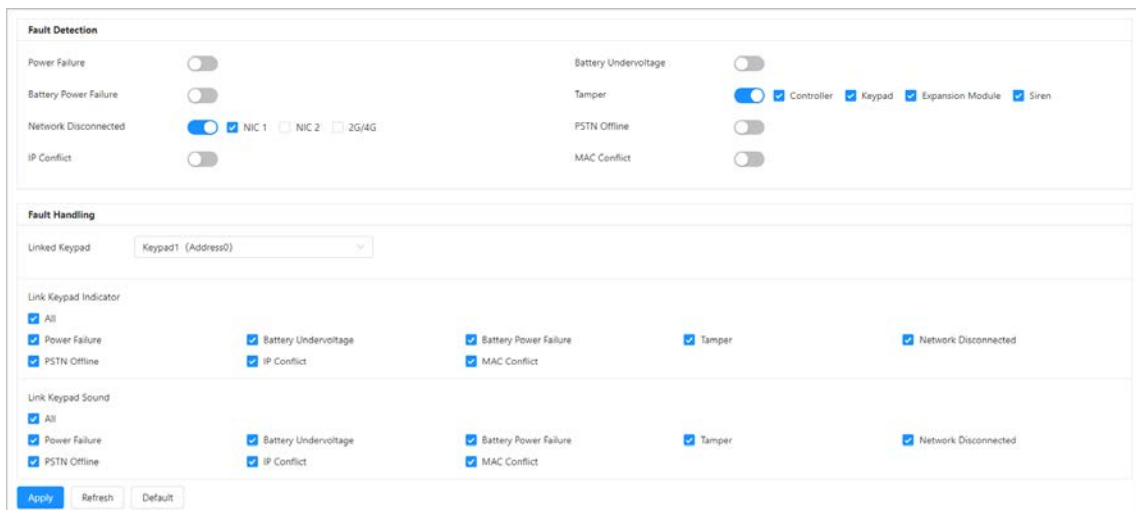 Fault Detection
Power Failure
Battery Undervoltage
Battery Power Failure
Tamper Controller Keypad Expansion Module Siren
Network Disconnected NIC 1 NIC 2 2G/4G
PSTN Offline
IP Conflict
MAC Conflict
Fault Handling
Linked Keypad Keypad1 (Address0)
Link Keypad Indicator
All
Power Failure Battery Undervoltage Battery Power Failure Tamper Network Disconnected
PSTN Offline IP Conflict MAC Conflict
Link Keypad Sound
All
Power Failure Battery Undervoltage Battery Power Failure Tamper Network Disconnected
PSTN Offline IP Conflict MAC Conflict
Apply Refresh Default